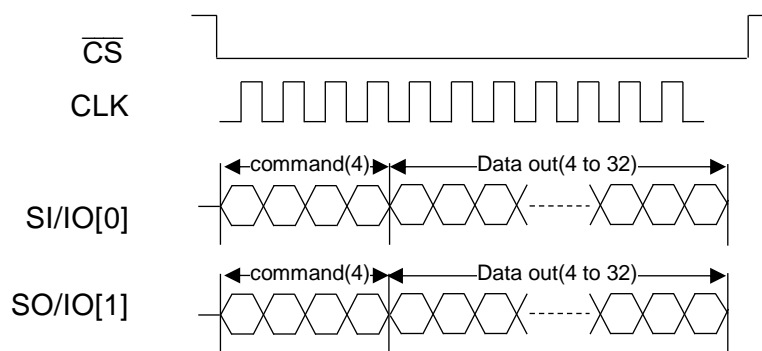 C̅S̅
CLK
command(4) Data out(4 to 32)
SI/IO[0]
command(4) Data out(4 to 32)
SO/IO[1]